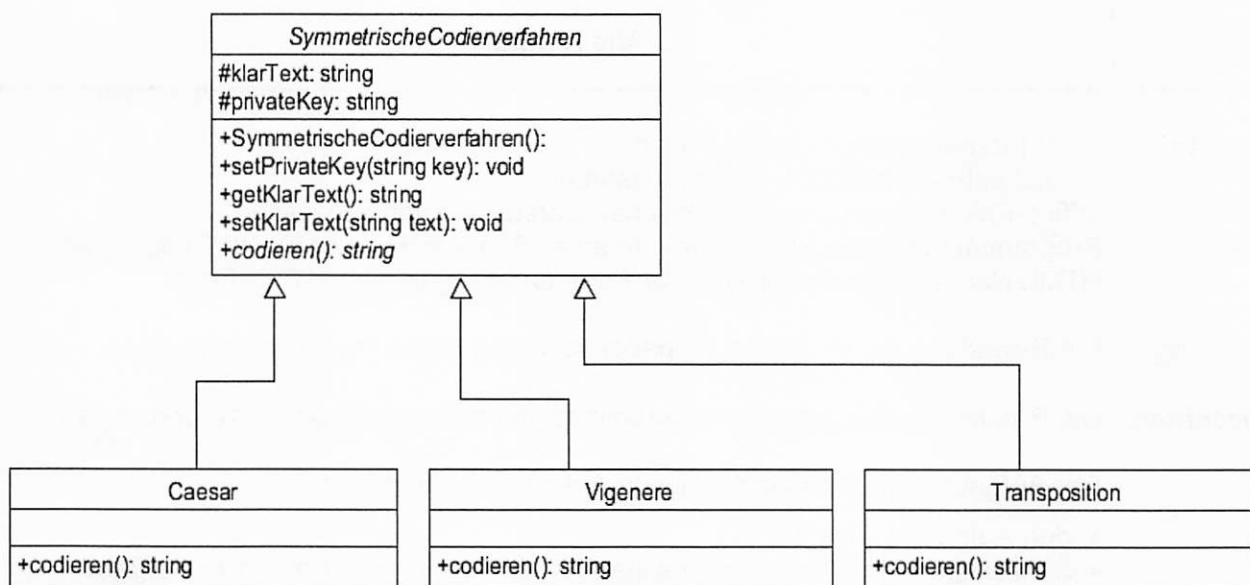 SymmetrischeCodierverfahren
#klarText: string
#privateKey: string
+SymmetrischeCodierverfahren():
+setPrivateKey(string key): void
+getKlarText(): string
+setKlarText(string text): void
+codieren(): string
Caesar
+codieren(): string
Vigenere
+codieren(): string
Transposition
+codieren(): string